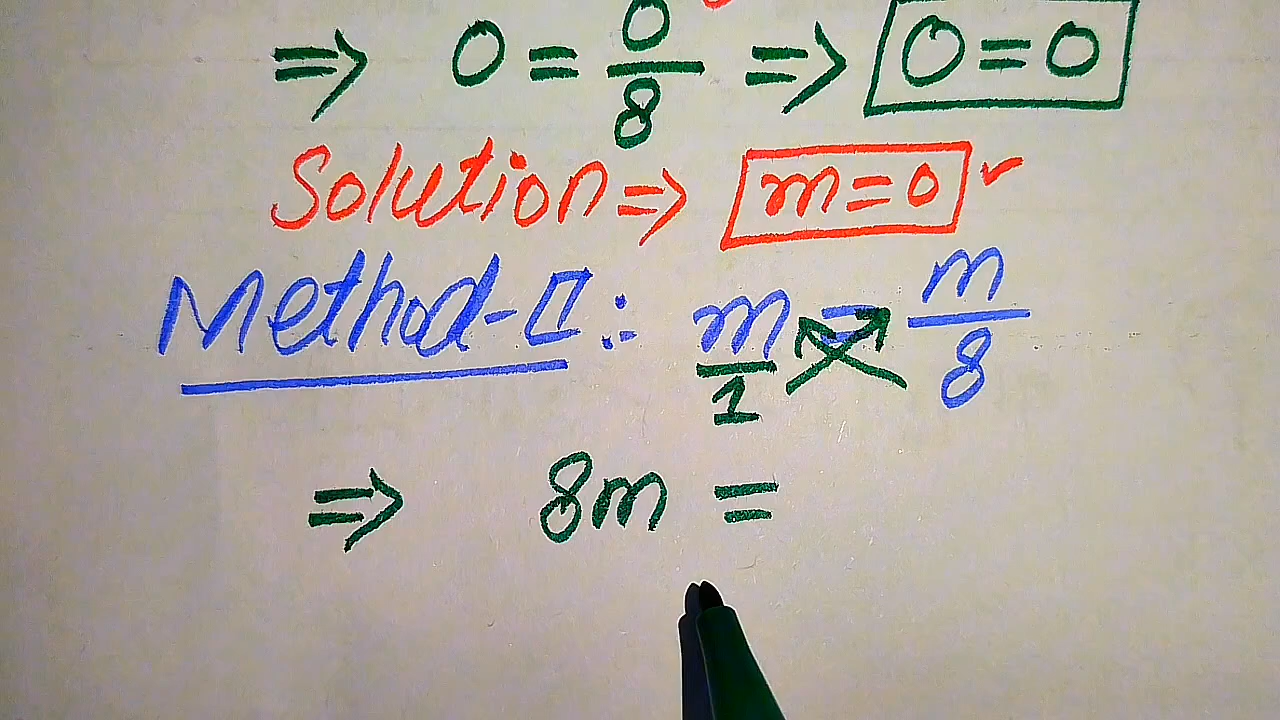 ⇒ 0 = 0/8 ⇒ 0=0
Solution ⇒ m=0 ✓
Method-II: m/1 = m/8
⇒ 8m =